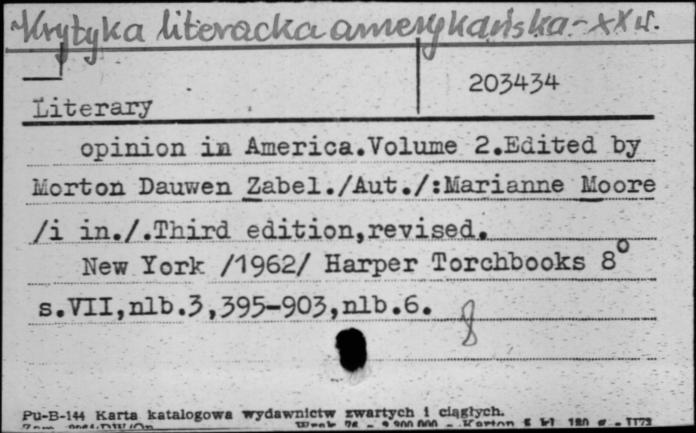 Krytyka literacka amerykańska - XX w.
203434
Literary
opinion in America.Volume 2.Edited by
Morton Dauwen Zabel./Aut./:Marianne Moore
/i in./.Third edition,revised.
New York /1962/ Harper Torchbooks 8°
s.VII,nlb.3,395-903,nlb.6.
8
Pu-B-144 Karta katalogowa wydawnictw zwartych i ciągłych.